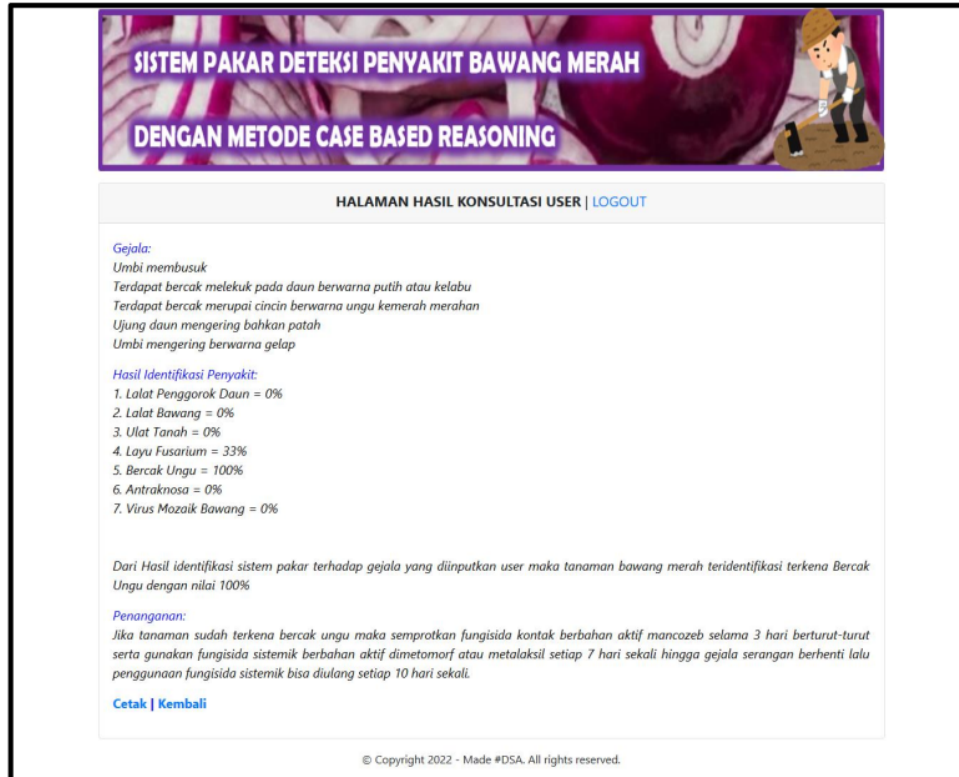 SISTEM PAKAR DETEKSI PENYAKIT BAWANG MERAH
DENGAN METODE CASE BASED REASONING
HALAMAN HASIL KONSULTASI USER | LOGOUT
Gejala:
Umbi membusuk
Terdapat bercak melekuk pada daun berwarna putih atau kelabu
Terdapat bercak merupai cincin berwarna ungu kemerah merahan
Ujung daun mengering bahkan patah
Umbi mengering berwarna gelap
Hasil Identifikasi Penyakit:
1. Lalat Penggorok Daun = 0%
2. Lalat Bawang = 0%
3. Ulat Tanah = 0%
4. Layu Fusarium = 33%
5. Bercak Ungu = 100%
6. Antraknosa = 0%
7. Virus Mozaik Bawang = 0%
Dari Hasil identifikasi sistem pakar terhadap gejala yang diinputkan user maka tanaman bawang merah teridentifikasi terkena Bercak
Ungu dengan nilai 100%
Penanganan:
Jika tanaman sudah terkena bercak ungu maka semprotkan fungisida kontak berbahan aktif mancozeb selama 3 hari berturut-turut
serta gunakan fungisida sistemik berbahan aktif dimetomorf atau metalaksil setiap 7 hari sekali hingga gejala serangan berhenti lalu
penggunaan fungisida sistemik bisa diulang setiap 10 hari sekali.
Cetak | Kembali
© Copyright 2022 - Made #DSA. All rights reserved.